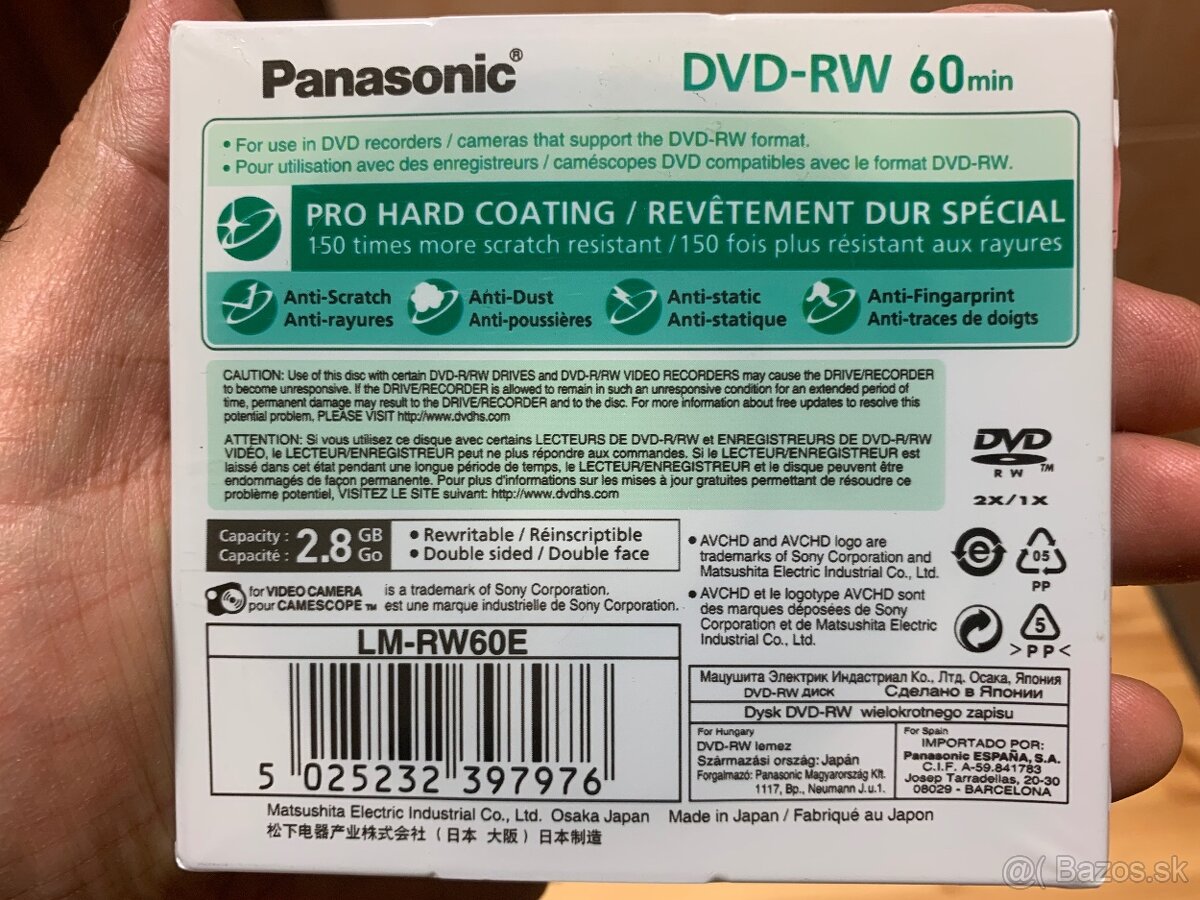 Panasonic®
DVD-RW 60min
• For use in DVD recorders / cameras that support the DVD-RW format.
• Pour utilisation avec des enregistreurs / caméscopes DVD compatibles avec le format DVD-RW.
PRO HARD COATING / REVÊTEMENT DUR SPÉCIAL
150 times more scratch resistant / 150 fois plus résistant aux rayures
Anti-Scratch
Anti-rayures
Anti-Dust
Anti-poussières
Anti-static
Anti-statique
Anti-Fingarprint
Anti-traces de doigts
CAUTION: Use of this disc with certain DVD-R/RW DRIVES and DVD-R/RW VIDEO RECORDERS may cause the DRIVE/RECORDER
to become unresponsive. If the DRIVE/RECORDER is allowed to remain in such an unresponsive condition for an extended period of
time, permanent damage may result to the DRIVE/RECORDER and to the disc. For more information about free updates to resolve this
potential problem, PLEASE VISIT http://www.dvdhs.com
ATTENTION: Si vous utilisez ce disque avec certains LECTEURS DE DVD-R/RW et ENREGISTREURS DE DVD-R/RW
VIDÉO, le LECTEUR/ENREGISTREUR peut ne plus répondre aux commandes. Si le LECTEUR/ENREGISTREUR est
laissé dans cet état pendant une longue période de temps, le LECTEUR/ENREGISTREUR et le disque peuvent être
endommagés de façon permanente. Pour plus d'informations sur les mises à jour gratuites permettant de résoudre ce
problème potentiel, VISITEZ LE SITE suivant: http://www.dvdhs.com
DVD
RW™
2X/1X
Capacity : 2.8 GB
Capacité : Go
• Rewritable / Réinscriptible
• Double sided / Double face
for VIDEO CAMERA
pour CAMESCOPE™
is a trademark of Sony Corporation.
est une marque industrielle de Sony Corporation.
• AVCHD and AVCHD logo are
trademarks of Sony Corporation and
Matsushita Electric Industrial Co., Ltd.
• AVCHD et le logotype AVCHD sont
des marques déposées de Sony
Corporation et de Matsushita Electric
Industrial Co., Ltd.
e
05
PP
5
>PP<
LM-RW60E
5 025232 397976
Мацушита Электрик Индастриал Ко., Лтд. Осака, Япония
DVD-RW диск Сделано в Японии
Dysk DVD-RW wielokrotnego zapisu
For Hungary
DVD-RW lemez
Származási ország: Japán
Forgalmazó: Panasonic Magyarország Kft.
1117, Bp., Neumann J.u.1.
For Spain
IMPORTADO POR:
Panasonic ESPAÑA, S.A.
C.I.F. A-59.841783
Josep Tarradellas, 20-30
08029 - BARCELONA
Matsushita Electric Industrial Co., Ltd. Osaka Japan Made in Japan / Fabriqué au Japon
松下电器产业株式会社（日本 大阪）日本制造
@( Bazos.sk